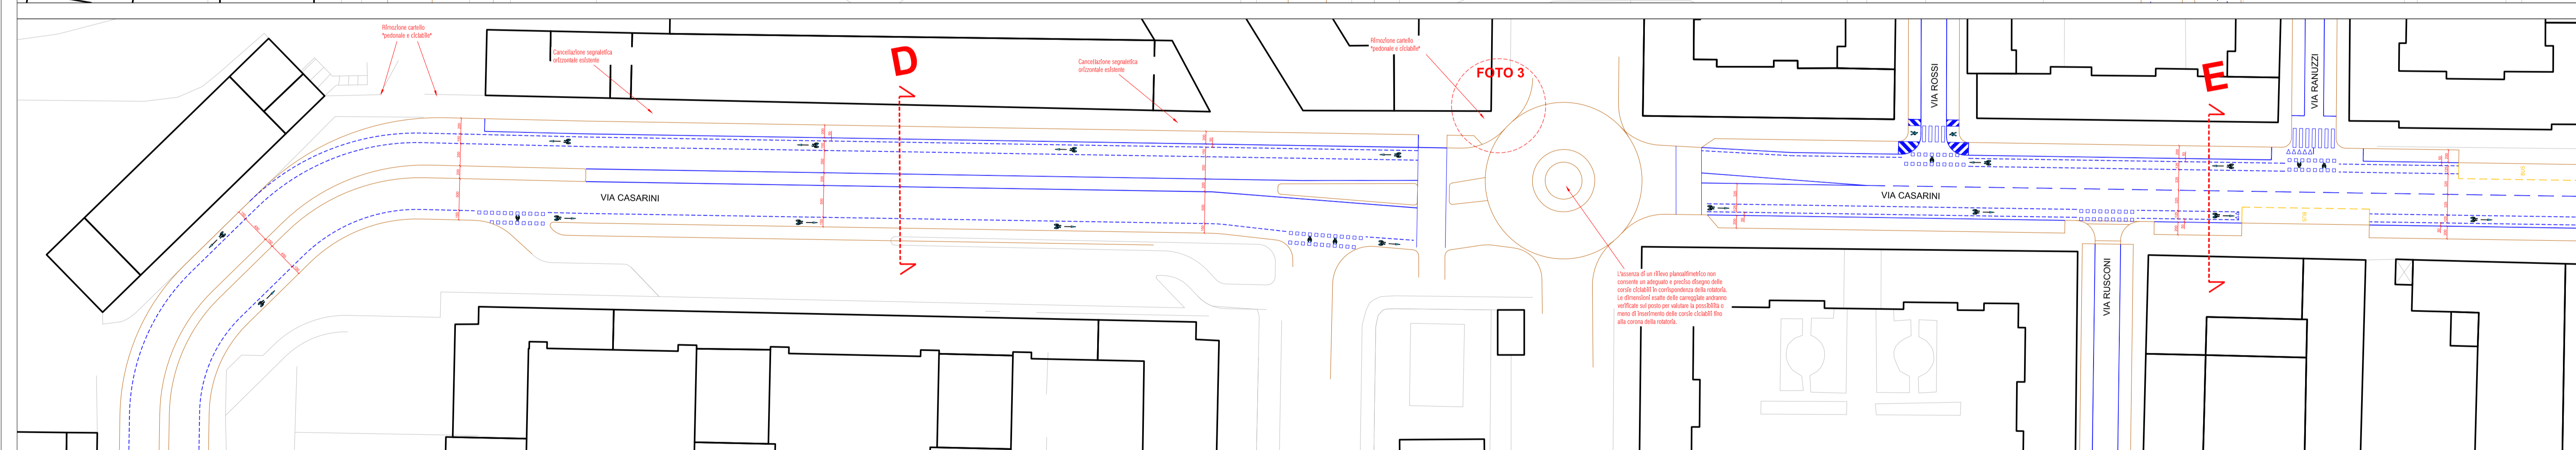 Rimozione cartello
"pedonale e ciclabile"
Cancellazione segnaletica
orizzontale esistente
D
Cancellazione segnaletica
orizzontale esistente
Rimozione cartello
"pedonale e ciclabile"
FOTO 3
VIA ROSSI
E
VIA RANUZZI
VIA CASARINI
VIA CASARINI
BUS
BUS
VIA RUSCONI
L'assenza di un rilievo planoaltimetrico non
consente un adeguato e preciso disegno delle
corsie ciclabili in corrispondenza della rotatoria.
Le dimensioni esatte delle carreggiate andranno
verificate sul posto per valutare la possibilità o
meno di inserimento delle corsie ciclabili fino
alla corona della rotatoria.